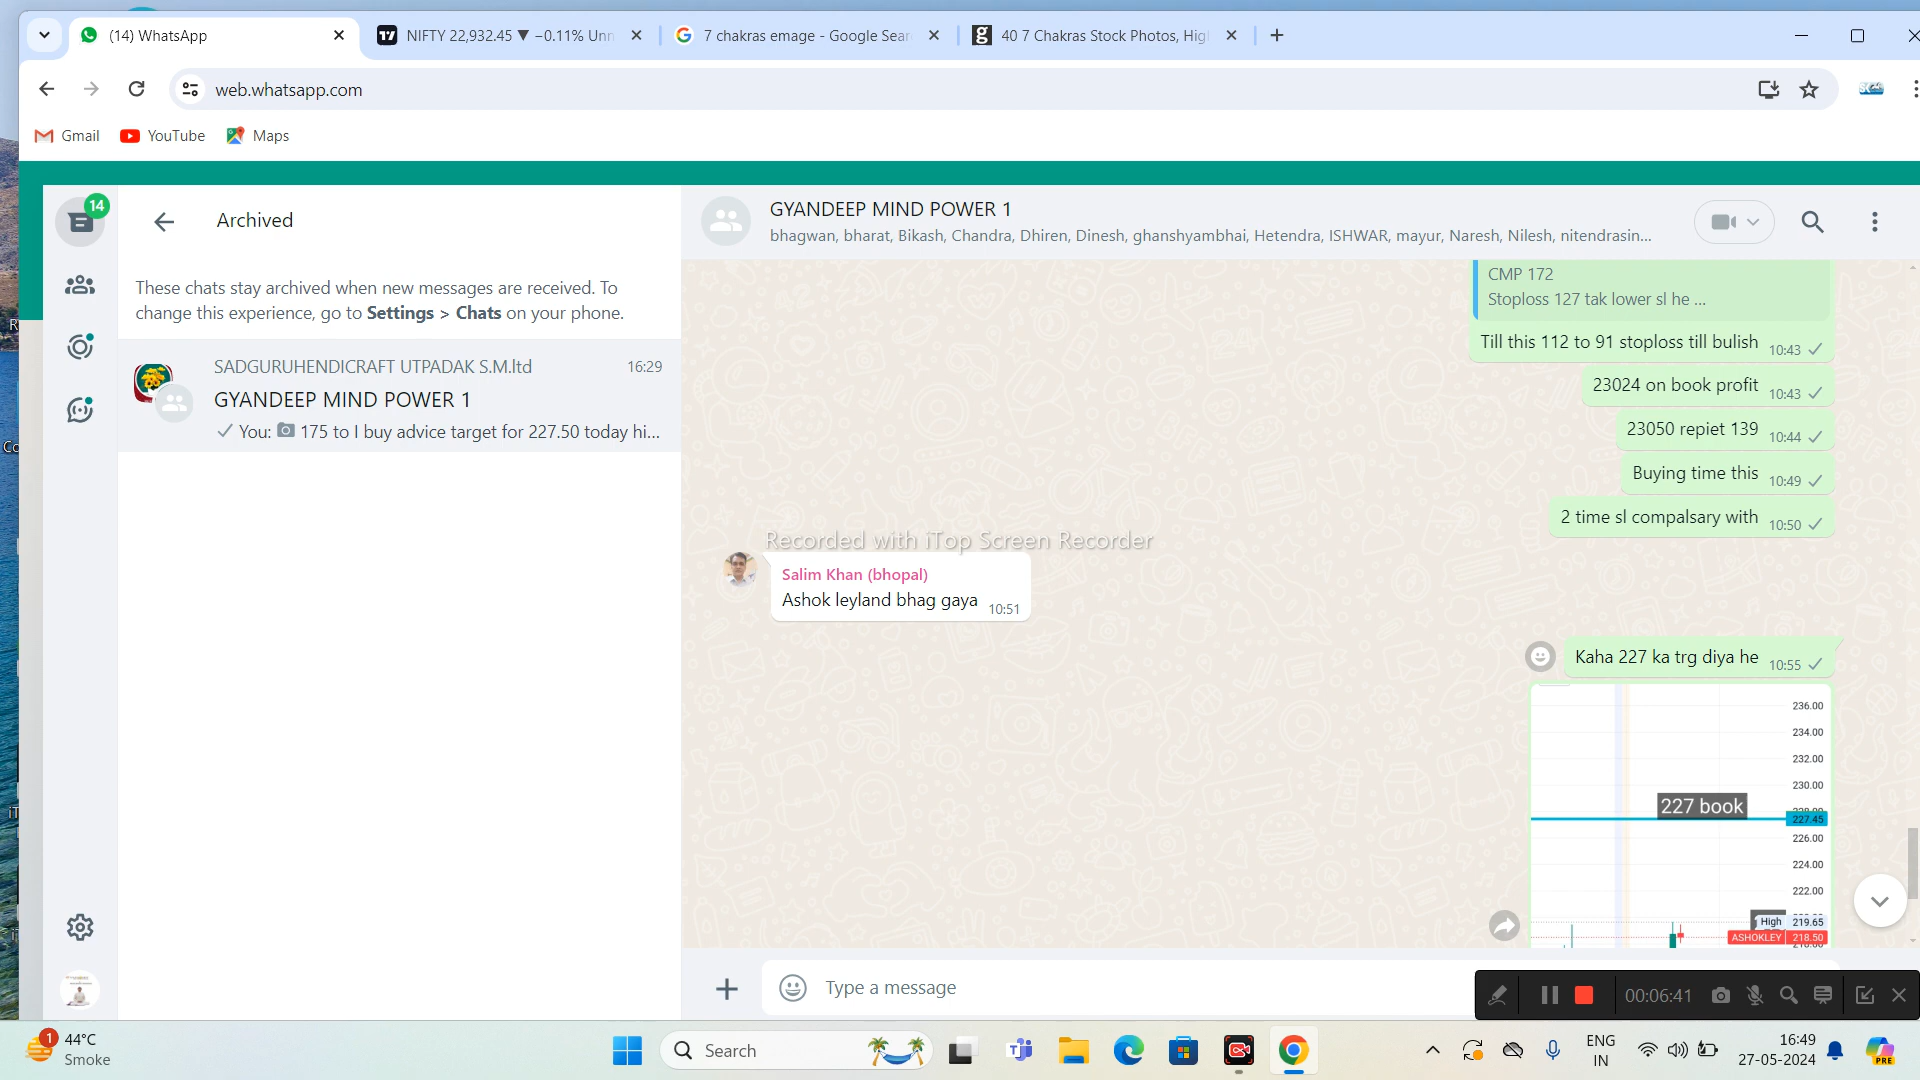 (14) WhatsApp
NIFTY 22,932.45 ▼ −0.11% Unn
7 chakras emage - Google Sear
40 7 Chakras Stock Photos, Hig
web.whatsapp.com
Gmail
YouTube
Maps
14
Archived
These chats stay archived when new messages are received. To
change this experience, go to Settings > Chats on your phone.
SADGURUHENDICRAFT UTPADAK S.M.ltd
16:29
GYANDEEP MIND POWER 1
You: 175 to I buy advice target for 227.50 today hi...
GYANDEEP MIND POWER 1
bhagwan, bharat, Bikash, Chandra, Dhiren, Dinesh, ghanshyambhai, Hetendra, ISHWAR, mayur, Naresh, Nilesh, nitendrasin...
CMP 172
Stoploss 127 tak lower sl he ...
Till this 112 to 91 stoploss till bulish 10:43
23024 on book profit 10:43
23050 repiet 139 10:44
Buying time this 10:49
2 time sl compalsary with 10:50
Recorded with iTop Screen Recorder
Salim Khan (bhopal)
Ashok leyland bhag gaya 10:51
Kaha 227 ka trg diya he 10:55
236.00
234.00
232.00
230.00
227 book
227.45
226.00
224.00
222.00
High 219.65
ASHOKLEY 218.50
Type a message
00:06:41
1
44°C
Smoke
Search
ENG
IN
16:49
27-05-2024
PRE